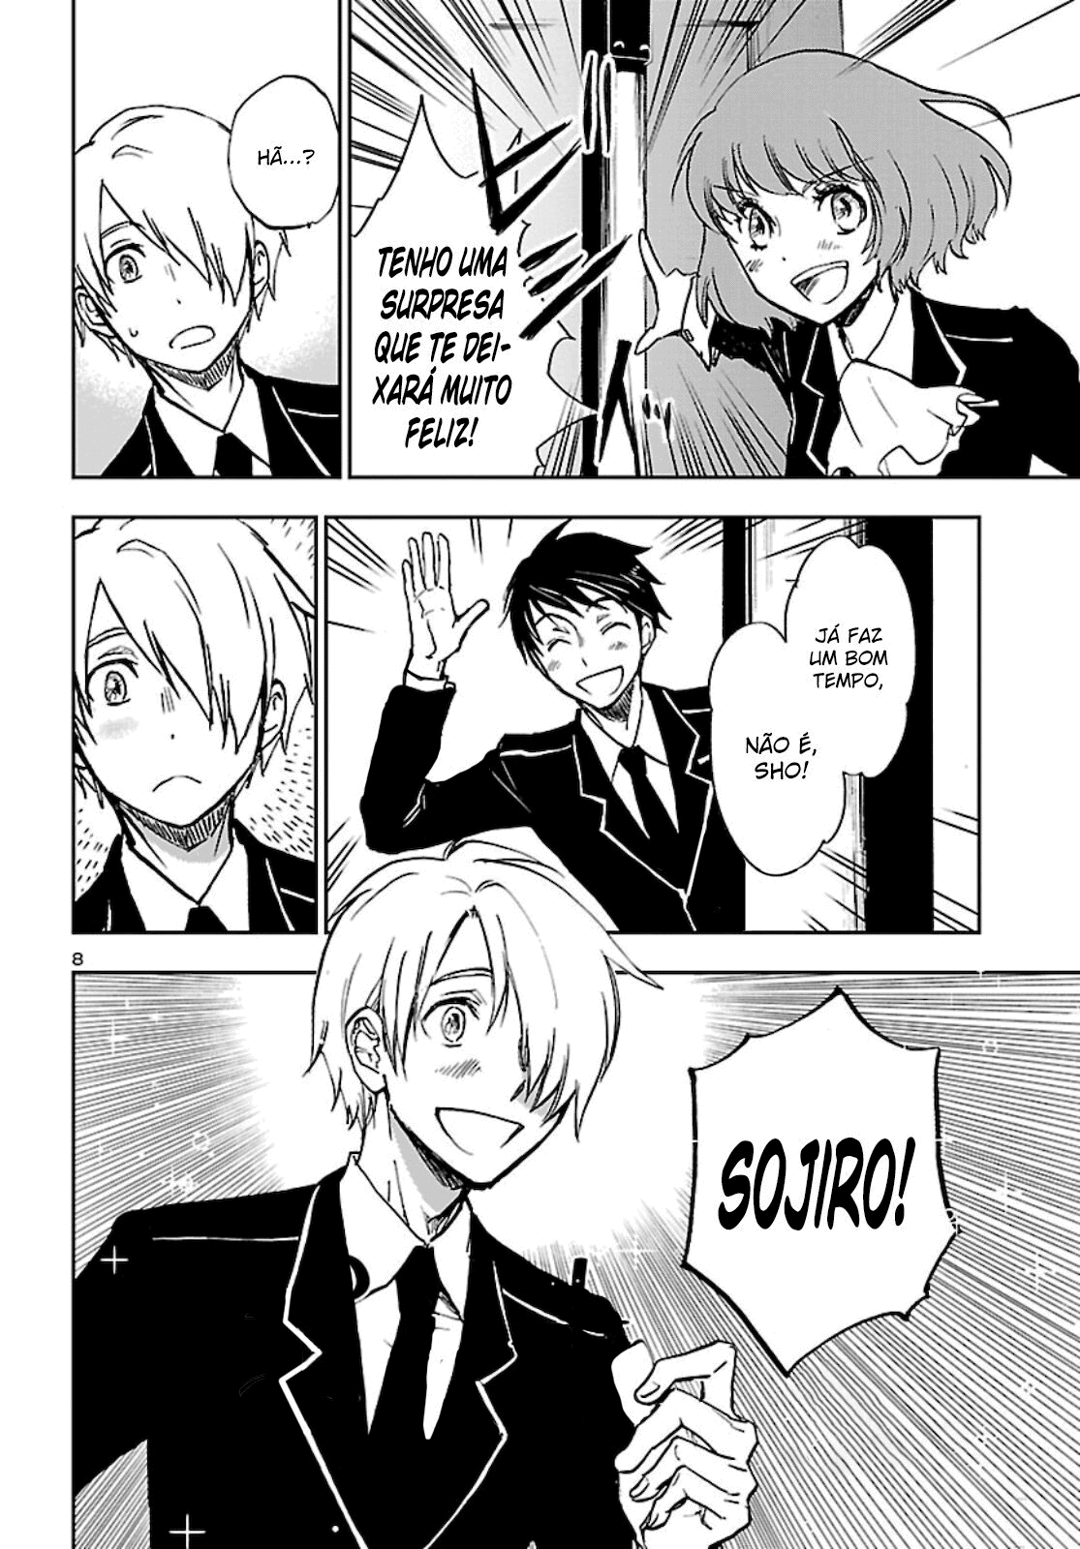 TENHO UMA
SURPRESA
QUE TE DEI-
XARÁ MUITO
FELIZ!
HÃ...?
JÁ FAZ
UM BOM
TEMPO,
NÃO É,
SHO!
8
SOJIRO!